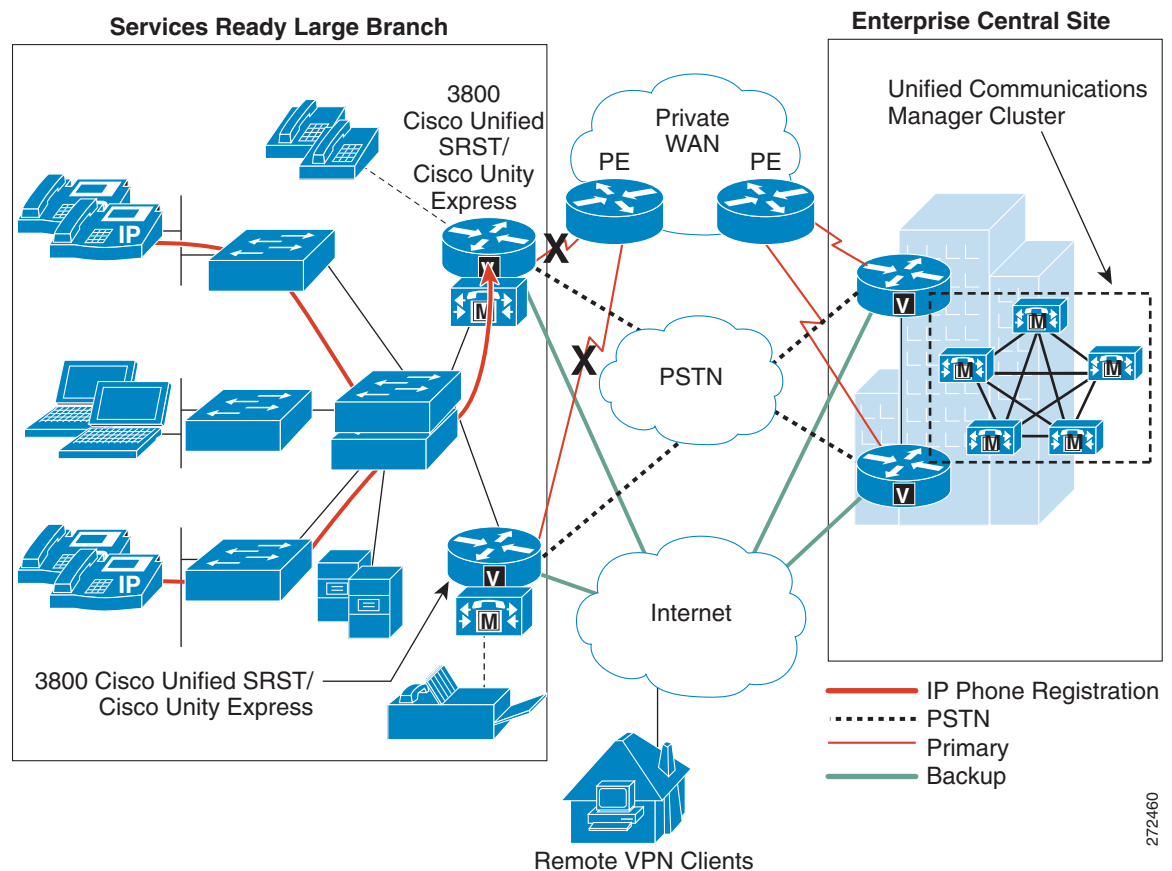 Services Ready Large Branch
Enterprise Central Site
3800
Cisco Unified
SRST/
Cisco Unity
Express
Private
WAN
Unified Communications
Manager Cluster
PE
PE
IP
X
M
V
M
M
M
M
M
X
PSTN
V
IP
V
M
Internet
3800 Cisco Unified SRST/
Cisco Unity Express
IP Phone Registration
PSTN
Primary
Backup
Remote VPN Clients
272460